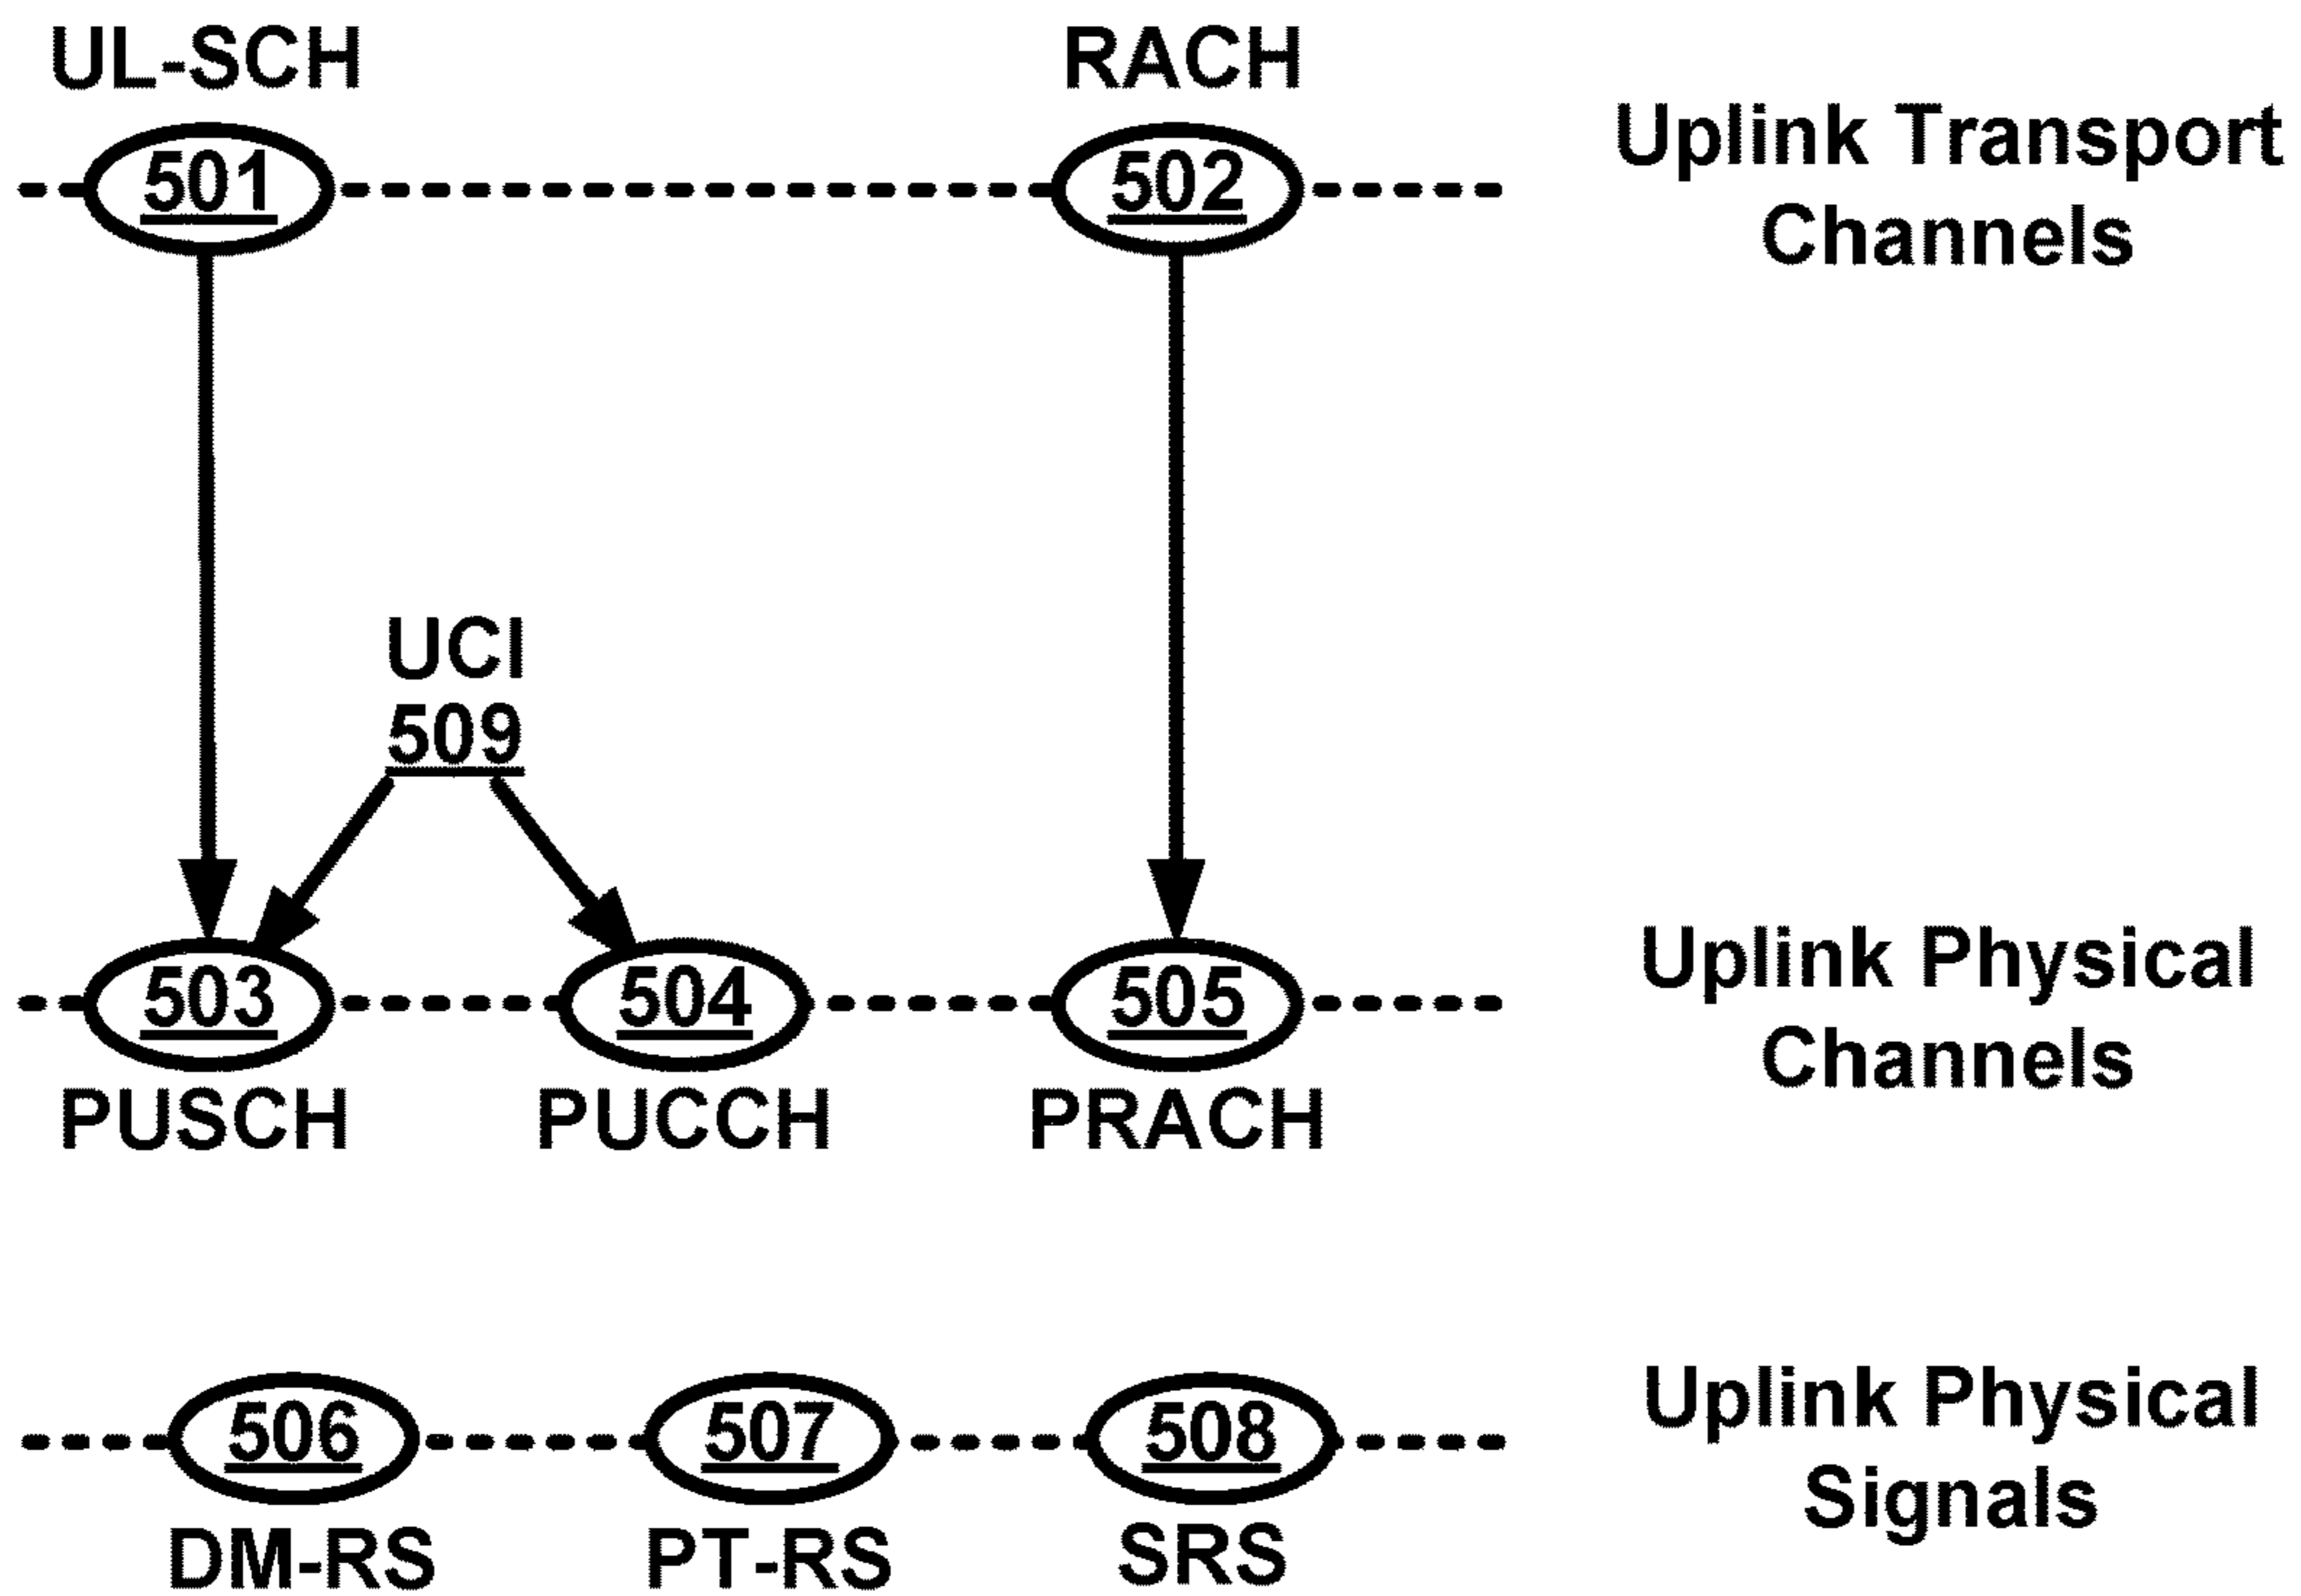 UL-SCH
RACH
501
502
Uplink Transport
Channels
UCI
509
503
504
505
Uplink Physical
Channels
PUSCH
PUCCH
PRACH
506
507
508
Uplink Physical
Signals
DM-RS
PT-RS
SRS